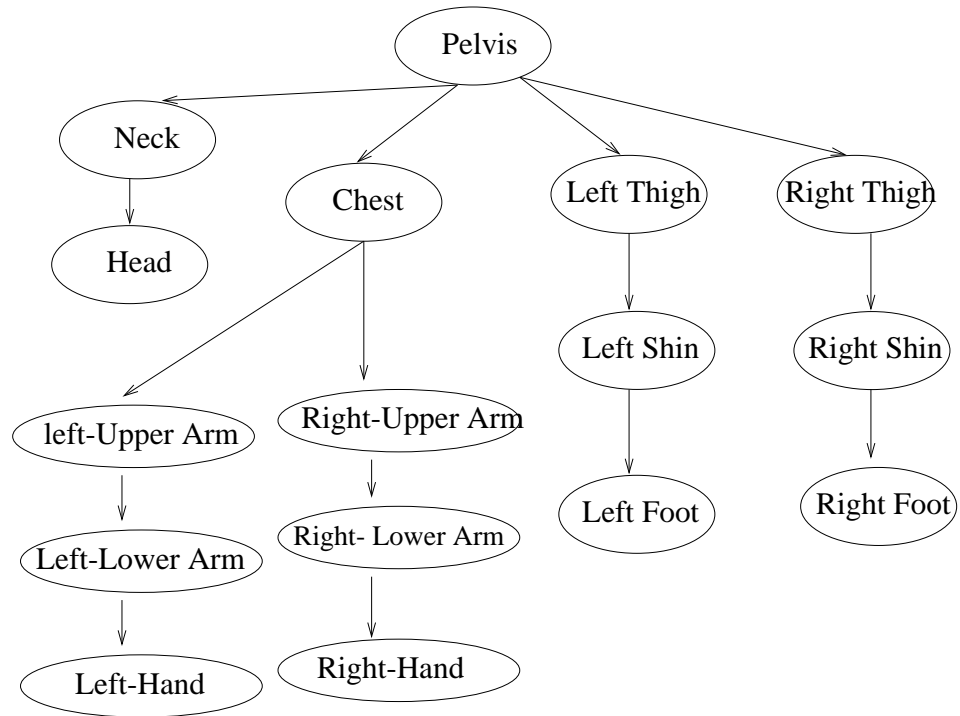 Pelvis
Neck
Chest
Left Thigh
Right Thigh
Head
Left Shin
Right Shin
left-Upper Arm
Right-Upper Arm
Left Foot
Right Foot
Left-Lower Arm
Right- Lower Arm
Left-Hand
Right-Hand